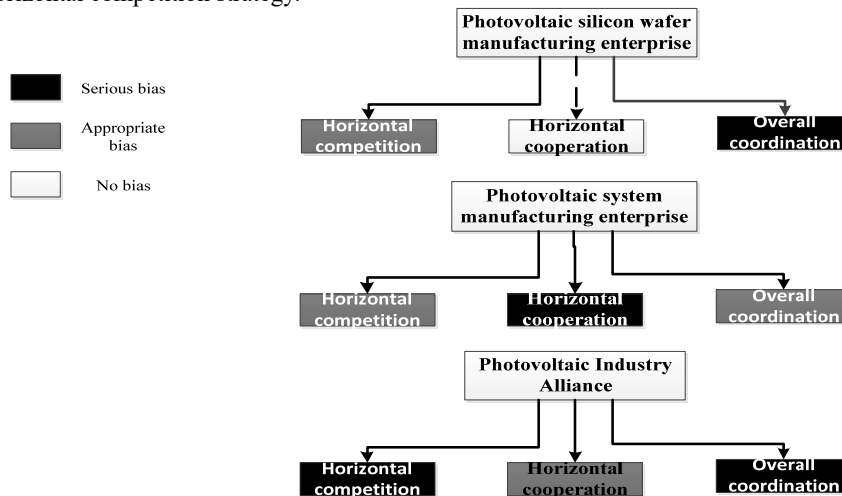 orizontal competition strategy.
Photovoltaic silicon wafer
manufacturing enterprise
Serious bias
Appropriate
bias
No bias
Horizontal
competition
Horizontal
cooperation
Overall
coordination
Photovoltaic system
manufacturing enterprise
Horizontal
competition
Horizontal
cooperation
Overall
coordination
Photovoltaic Industry
Alliance
Horizontal
competition
Horizontal
cooperation
Overall
coordination